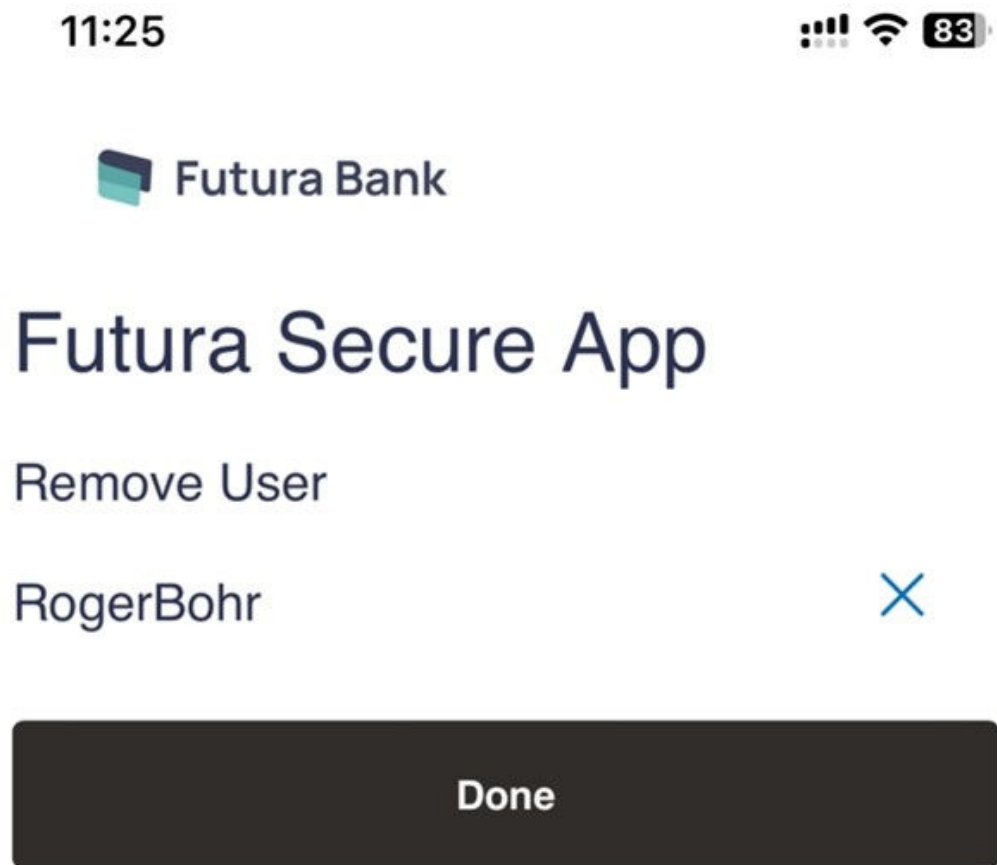 11:25
83
Futura Bank
Futura Secure App
Remove User
RogerBohr
Done